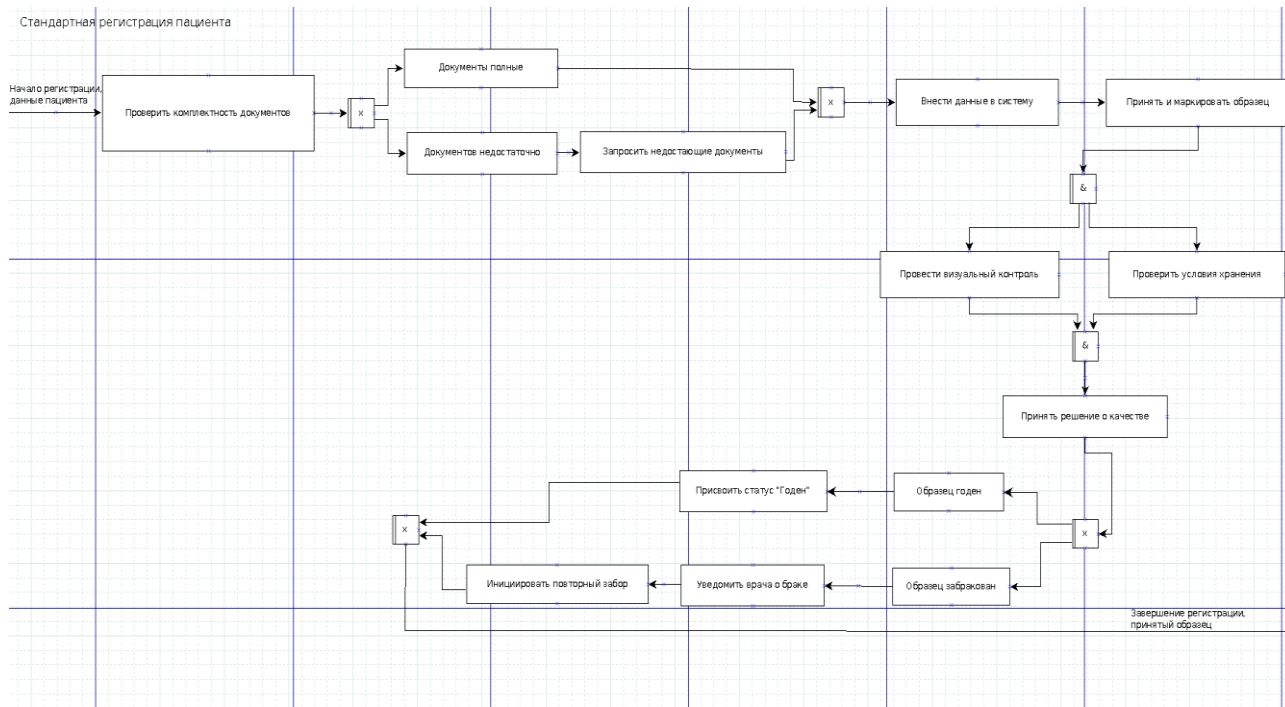 Стандартная регистрация пациента
Начало регистрации,
данные пациента
Проверить комплектность документов
x
Документы полные
Документов недостаточно
Запросить недостающие документы
x
Внести данные в систему
Принять и маркировать образец
&
Провести визуальный контроль
Проверить условия хранения
&
Принять решение о качестве
x
Образец годен
Присвоить статус "Годен"
Образец забракован
Уведомить врача о браке
Инициировать повторный забор
x
Завершение регистрации,
принятый образец